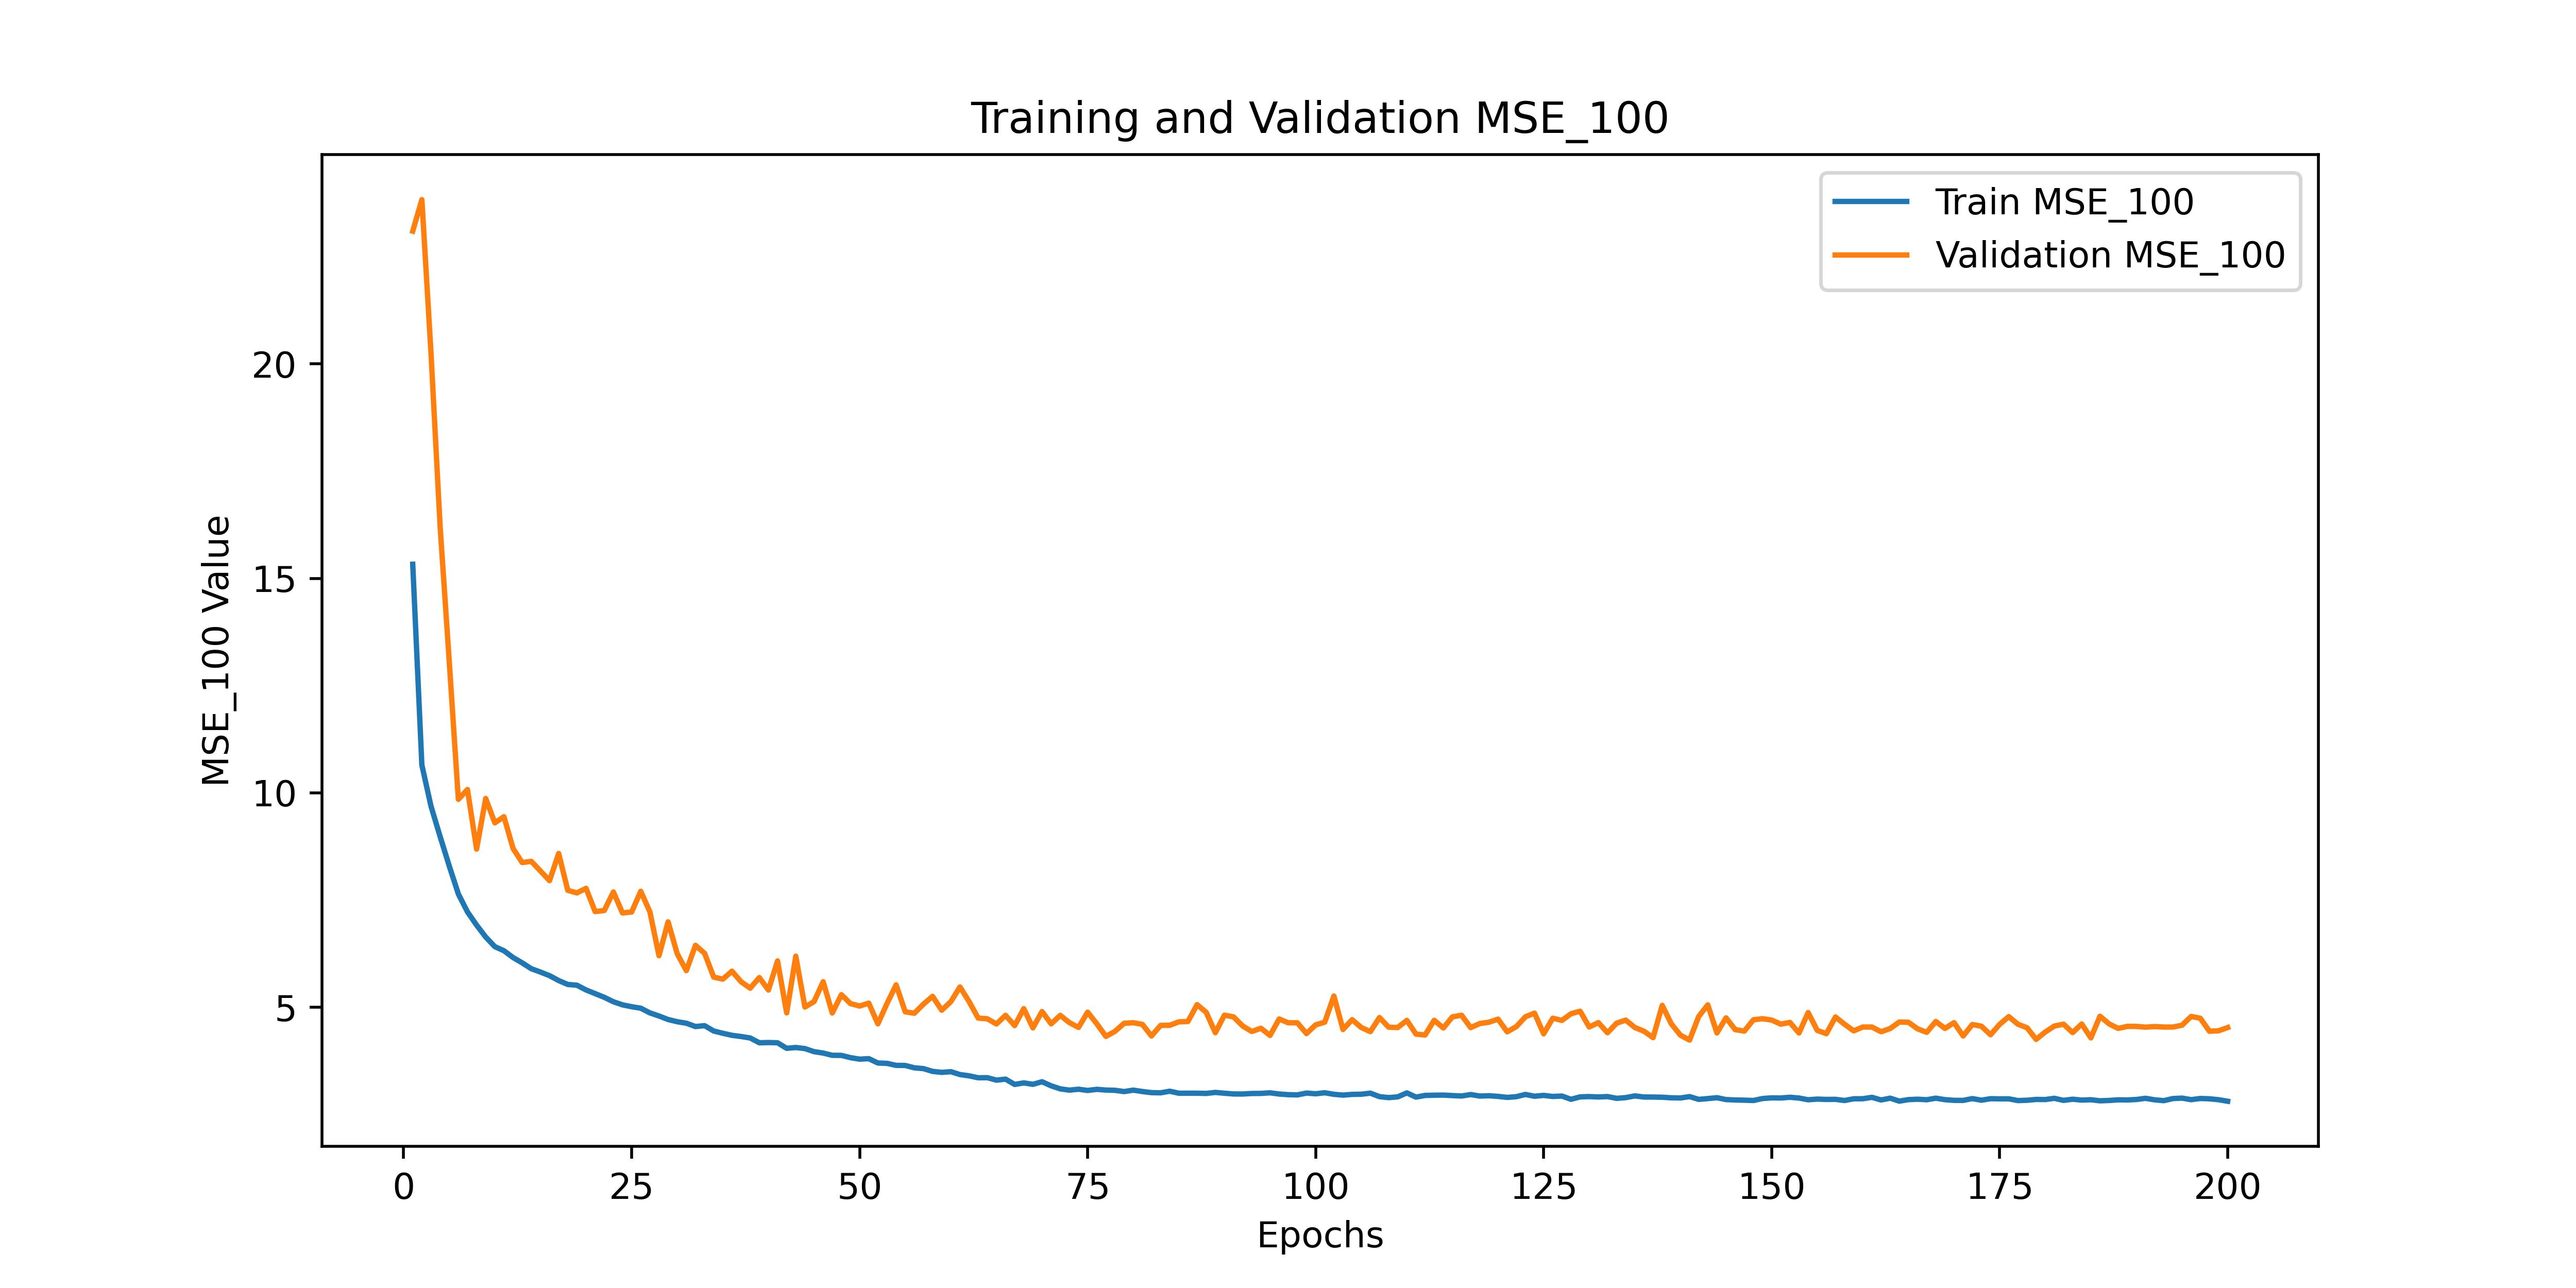 Training and Validation MSE_100
Train MSE_100
Validation MSE_100
MSE_100 Value
20
15
10
5
0 25 50 75 100 125 150 175 200
Epochs